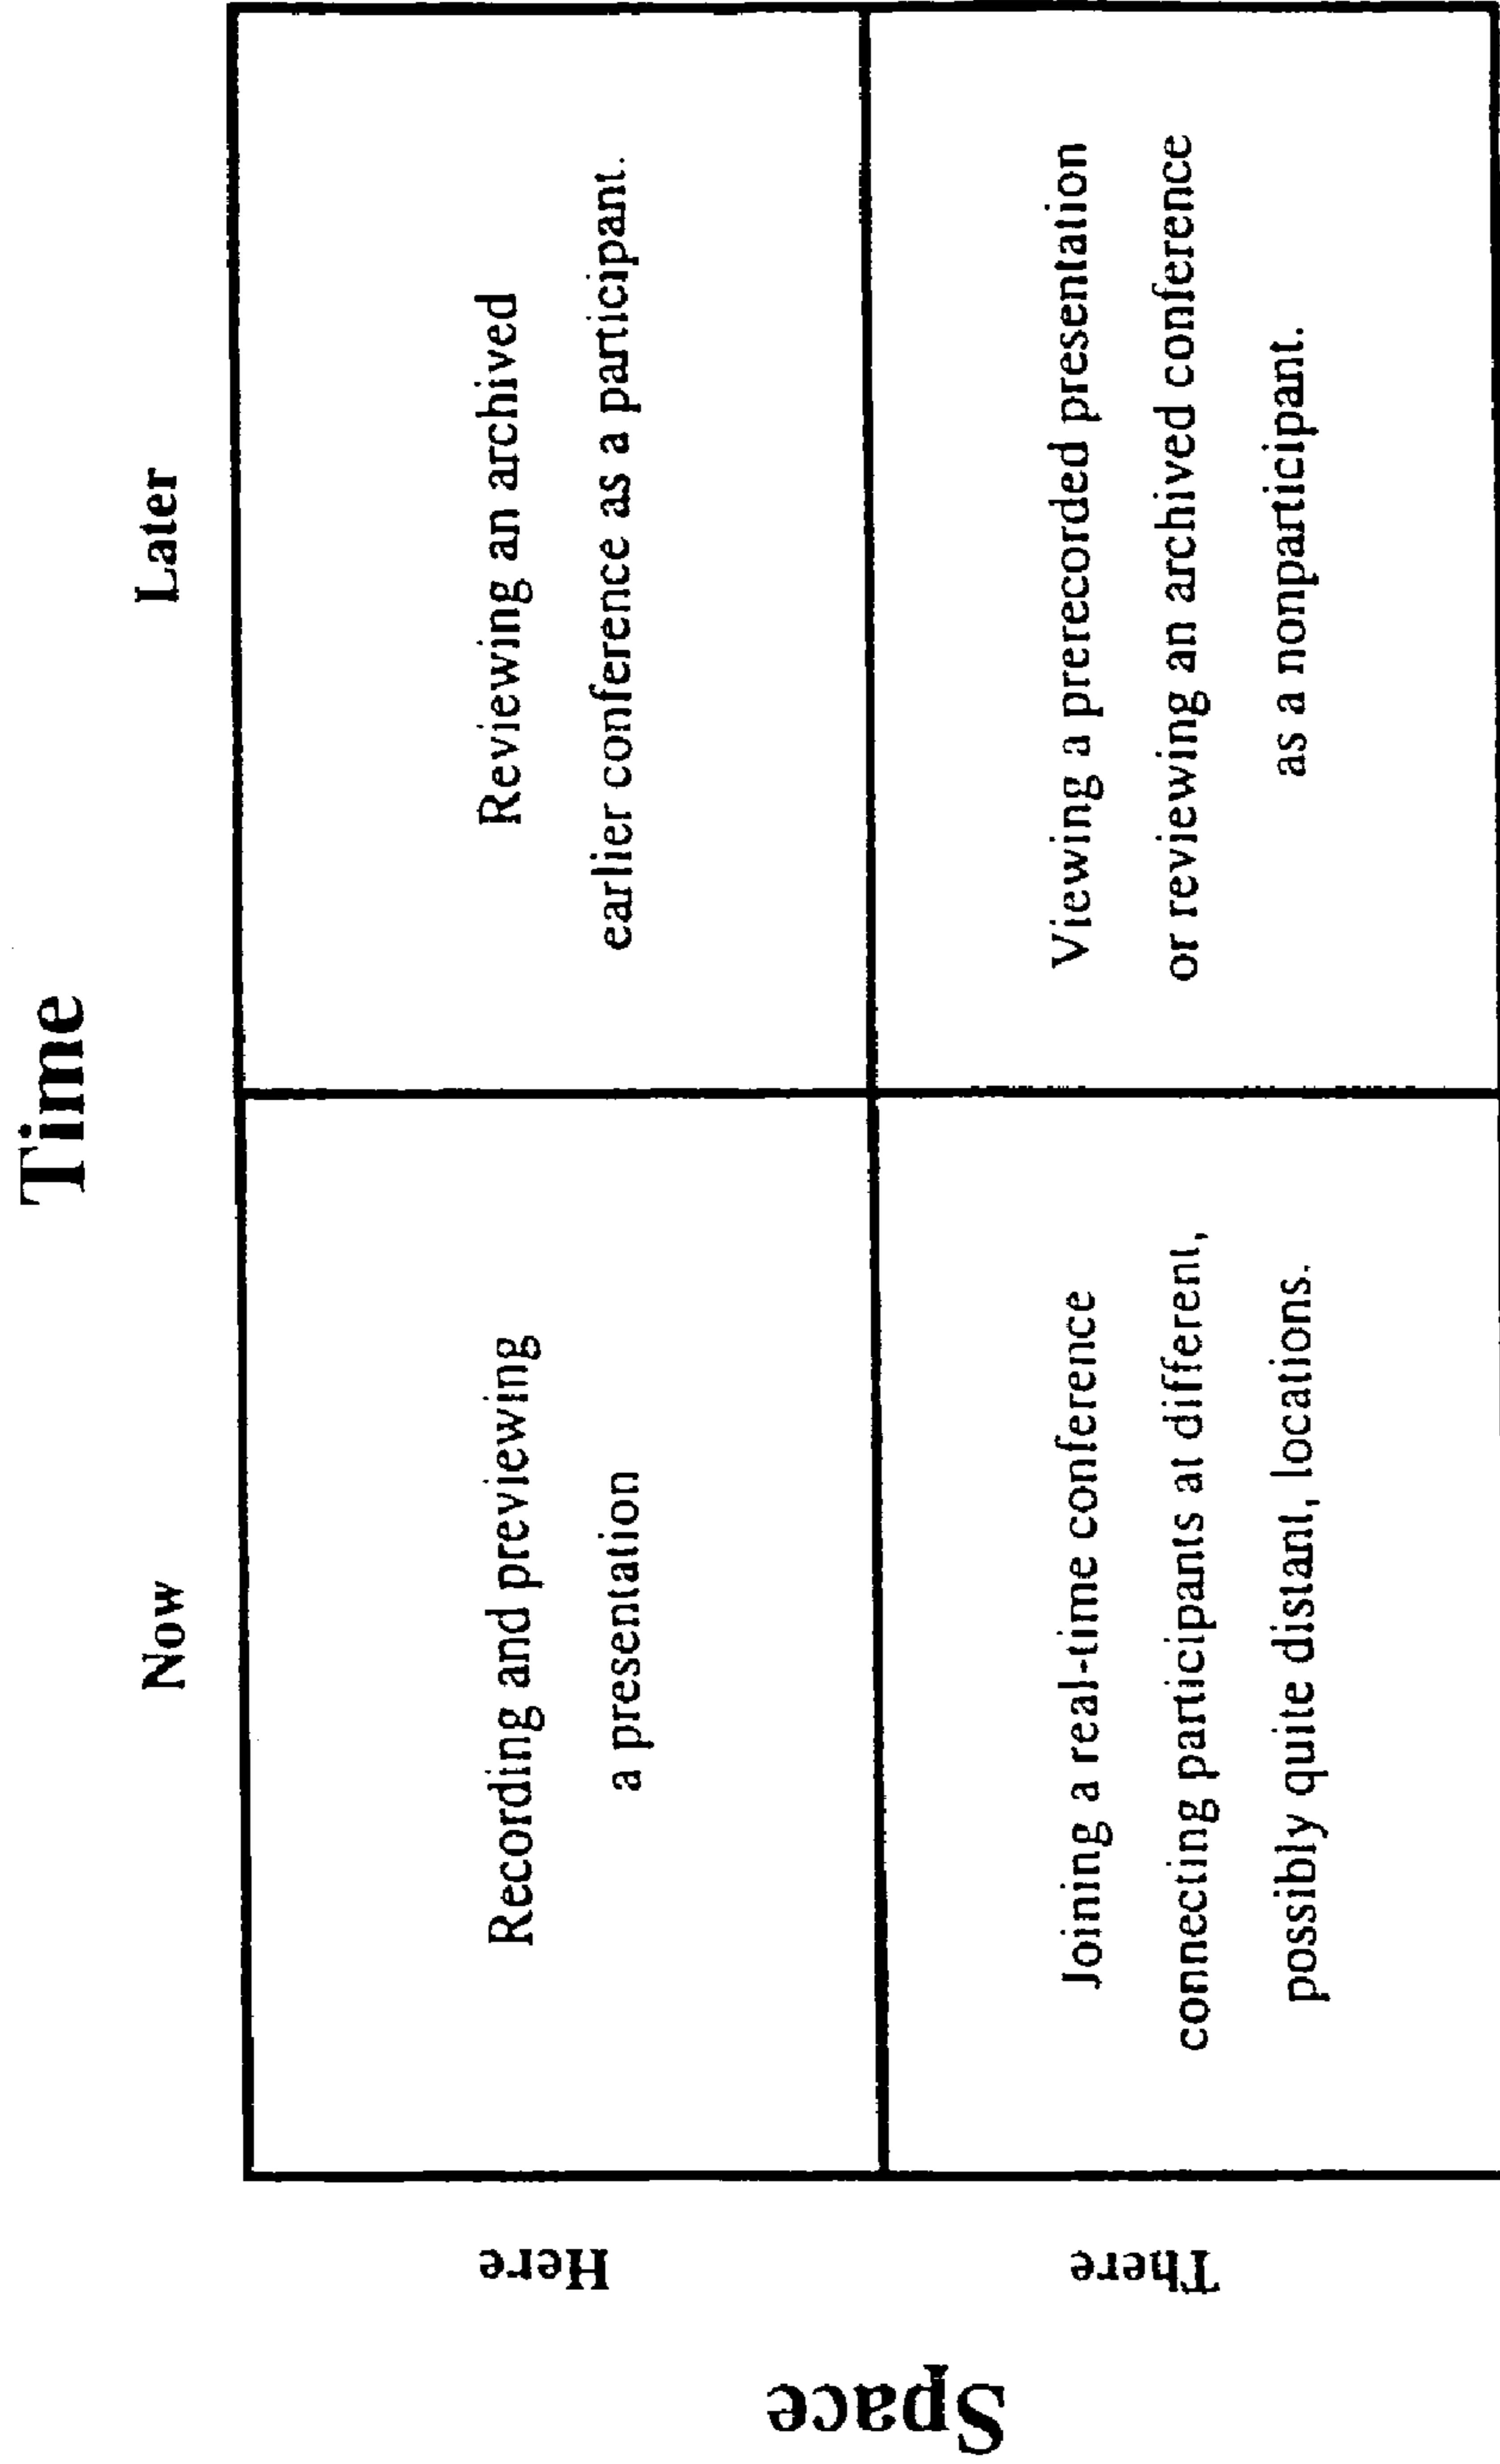 Time
Now
Later
Space
Here
Recording and previewing
a presentation
Reviewing an archived
earlier conference as a participant.
There
Joining a real-time conference
connecting participants at different,
possibly quite distant, locations.
Viewing a prerecorded presentation
or reviewing an archived conference
as a nonparticipant.